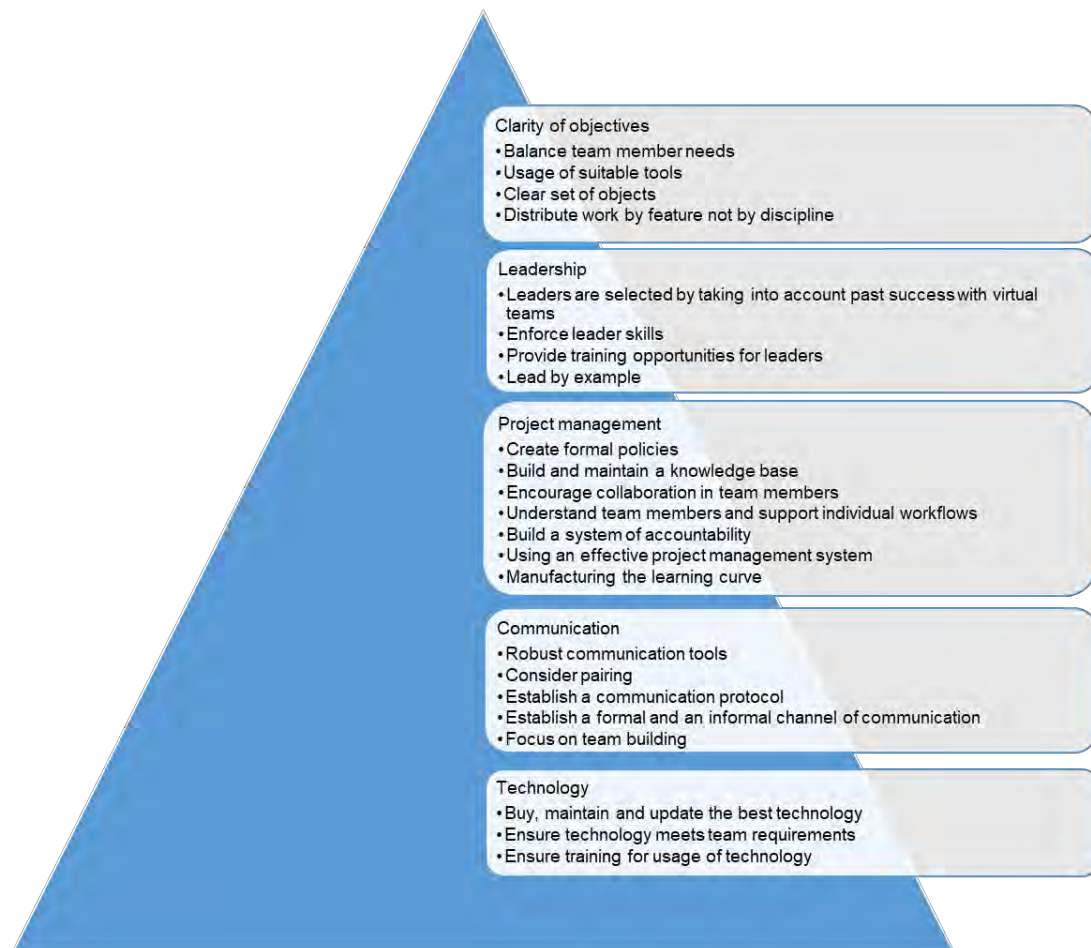 Clarity of objectives
•Balance team member needs
•Usage of suitable tools
•Clear set of objects
•Distribute work by feature not by discipline
Leadership
•Leaders are selected by taking into account past success with virtual
teams
•Enforce leader skills
•Provide training opportunities for leaders
•Lead by example
Project management
•Create formal policies
•Build and maintain a knowledge base
•Encourage collaboration in team members
•Understand team members and support individual workflows
•Build a system of accountability
•Using an effective project management system
•Manufacturing the learning curve
Communication
•Robust communication tools
•Consider pairing
•Establish a communication protocol
•Establish a formal and an informal channel of communication
•Focus on team building
Technology
•Buy, maintain and update the best technology
•Ensure technology meets team requirements
•Ensure training for usage of technology